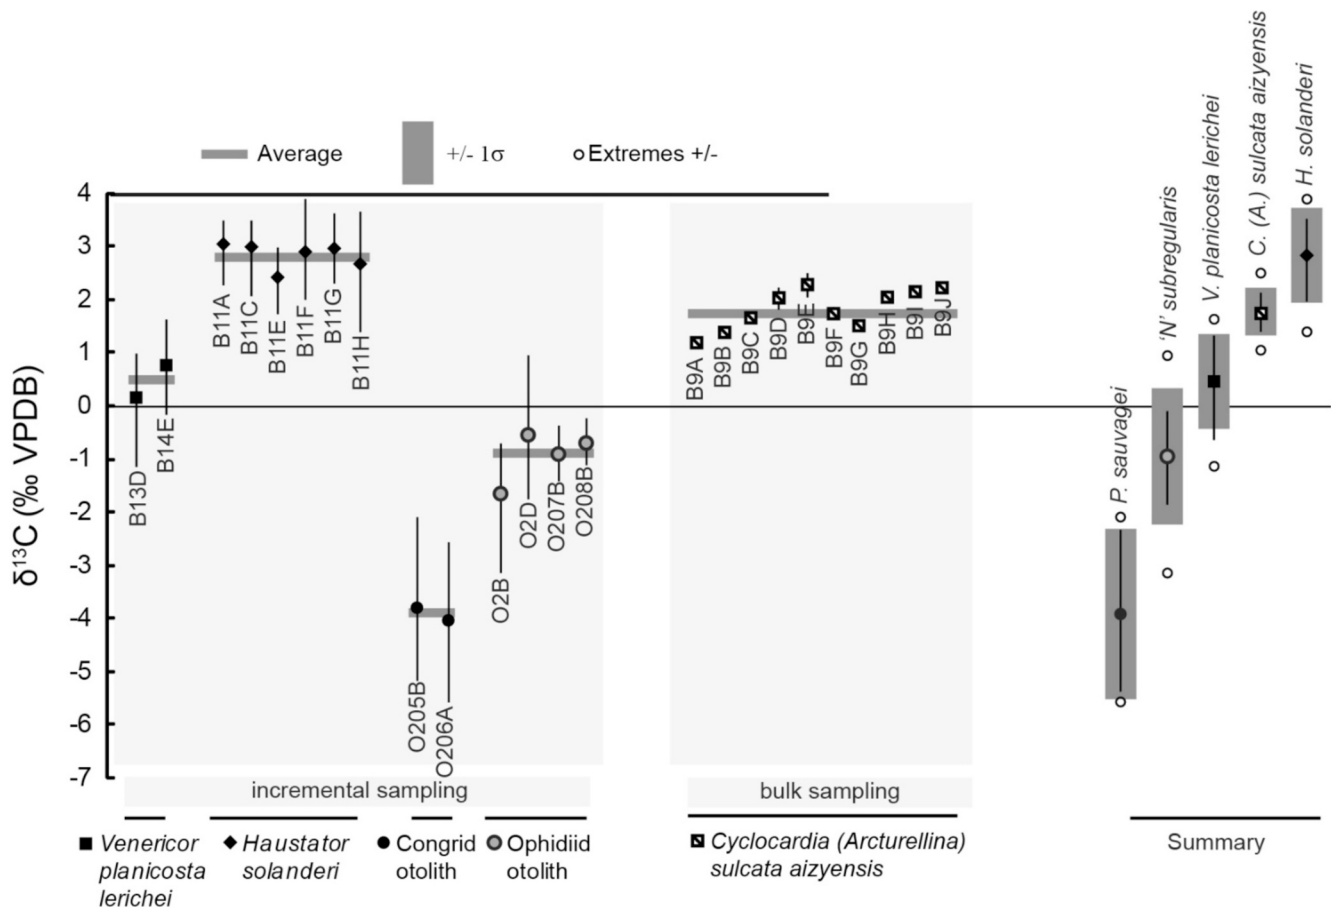 Average
+/- 1σ
Extremes +/-
δ¹³C (‰ VPDB)
4
3
2
1
0
-1
-2
-3
-4
-5
-6
-7
B13D
B14E
B11A
B11C
B11E
B11F
B11G
B11H
O205B
O206A
O2B
O2D
O207B
O208B
B9A
B9B
B9C
B9D
B9E
B9F
B9G
B9H
B9I
B9J
P. sauvagei
'N' subregularis
V. planicosta lerichei
C. (A.) sulcata aizyensis
H. solanderi
incremental sampling
bulk sampling
Venericor
planicosta
lerichei
Haustator
solanderi
Congrid
otolith
Ophidiid
otolith
Cyclocardia (Arcturellina)
sulcata aizyensis
Summary